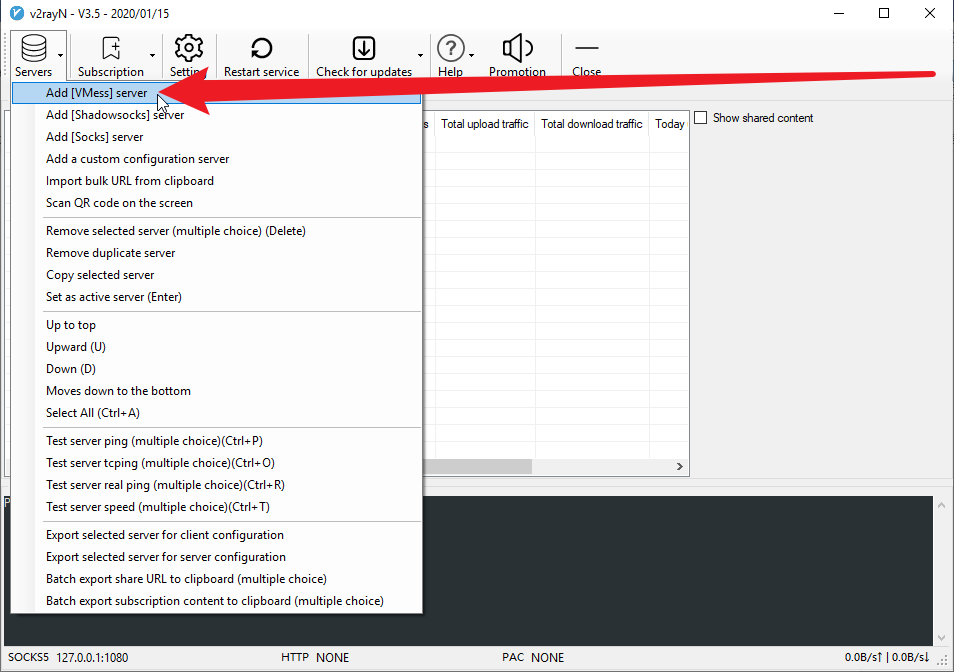 v2rayN - V3.5 - 2020/01/15
Servers
Subscription
Restart service
Check for updates
Help
Promotion
Close
Add [VMess] server
Add [Shadowsocks] server
Add [Socks] server
Add a custom configuration server
Import bulk URL from clipboard
Scan QR code on the screen
Remove selected server (multiple choice) (Delete)
Remove duplicate server
Copy selected server
Set as active server (Enter)
Up to top
Upward (U)
Down (D)
Moves down to the bottom
Select All (Ctrl+A)
Test server ping (multiple choice)(Ctrl+P)
Test server tcping (multiple choice)(Ctrl+O)
Test server real ping (multiple choice)(Ctrl+R)
Test server speed (multiple choice)(Ctrl+T)
Export selected server for client configuration
Export selected server for server configuration
Batch export share URL to clipboard (multiple choice)
Batch export subscription content to clipboard (multiple choice)
Total upload traffic
Total download traffic
Today
Show shared content
SOCKS5 127.0.0.1:1080
HTTP NONE
PAC NONE
0.0B/s↑ | 0.0B/s↓